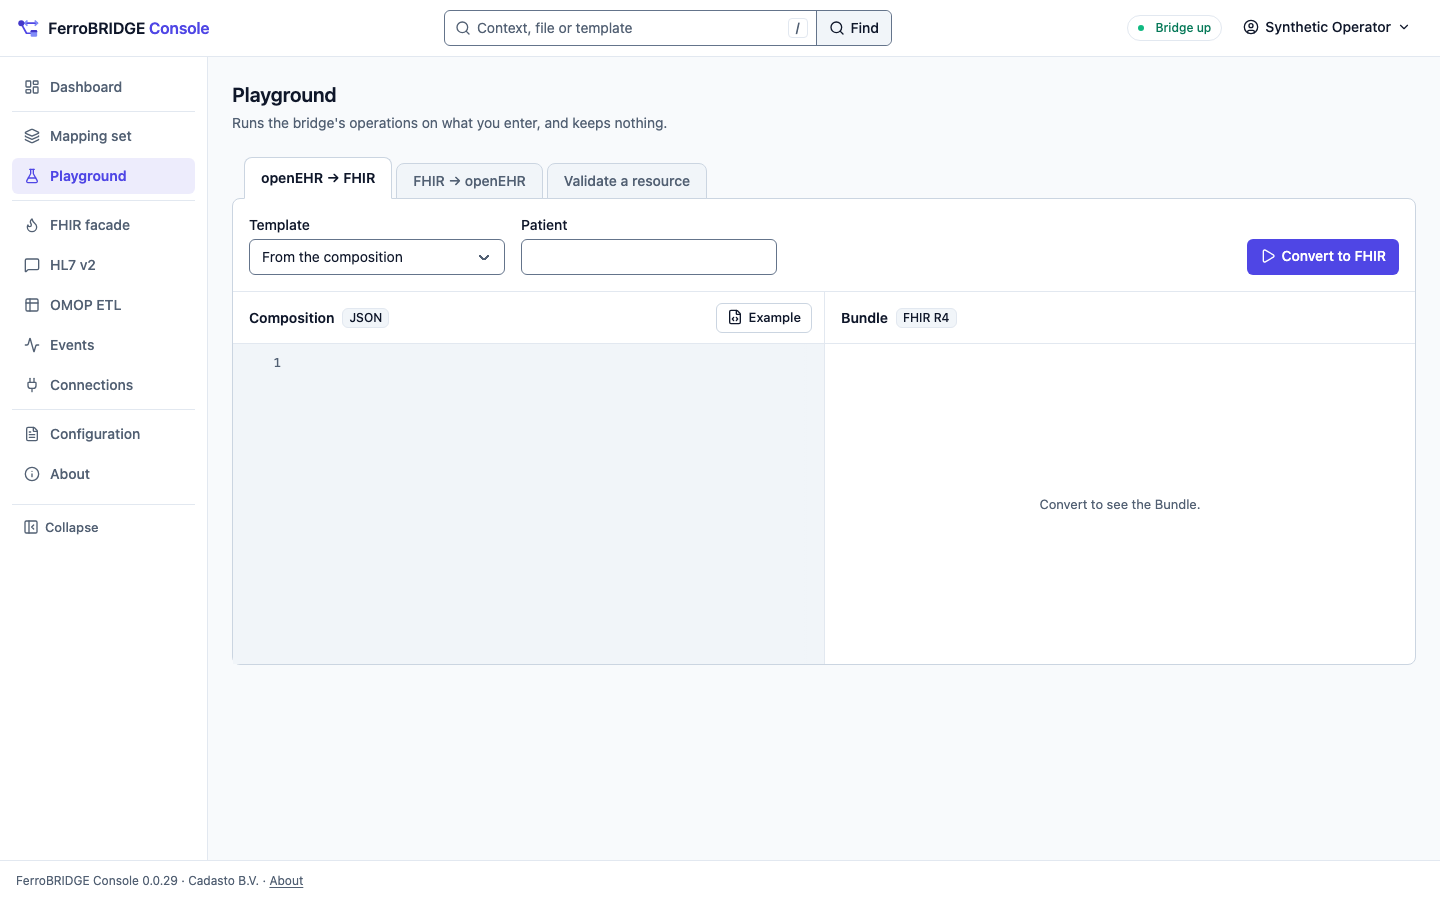 FerroBRIDGE Console
Context, file or template
/
Find
Bridge up
Synthetic Operator
Dashboard
Mapping set
Playground
FHIR facade
HL7 v2
OMOP ETL
Events
Connections
Configuration
About
Collapse
Playground
Runs the bridge's operations on what you enter, and keeps nothing.
openEHR → FHIR
FHIR → openEHR
Validate a resource
Template
Patient
From the composition
Convert to FHIR
Composition JSON
Example
Bundle FHIR R4
1
Convert to see the Bundle.
FerroBRIDGE Console 0.0.29 · Cadasto B.V. · About